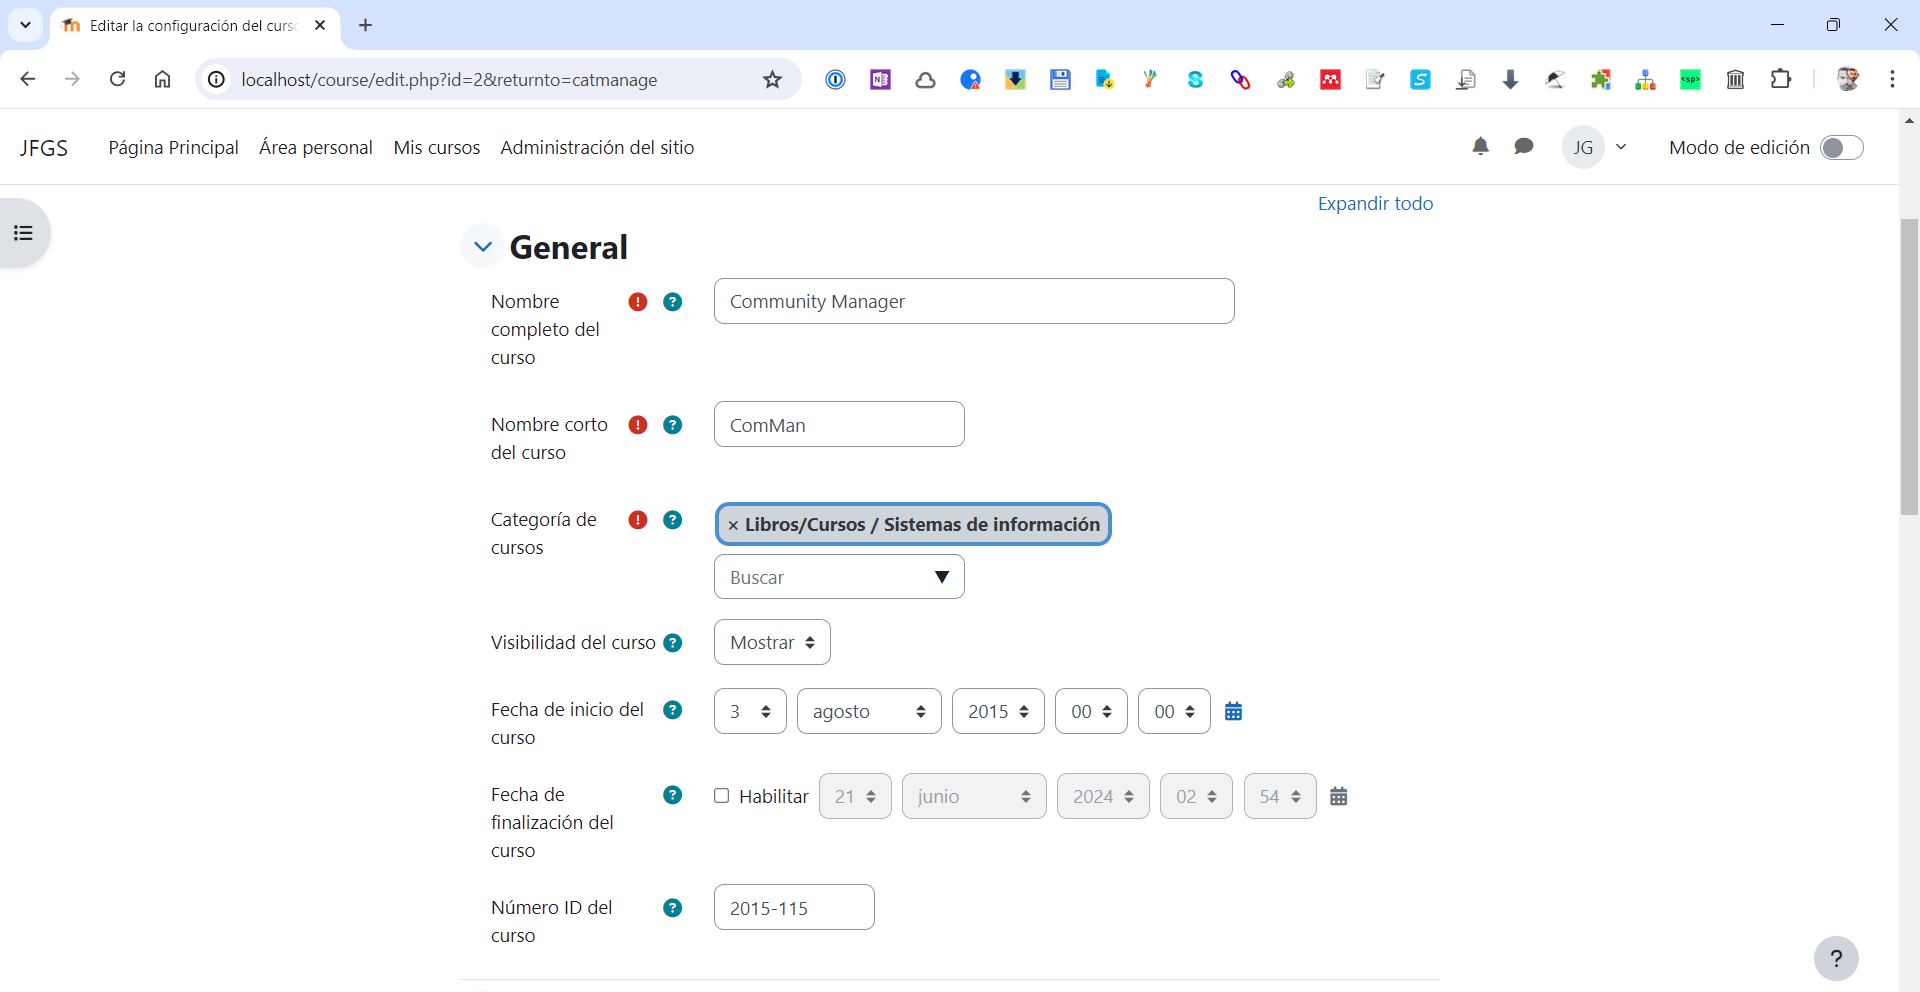 Editar la configuración del curso
localhost/course/edit.php?id=2&returnto=catmanage
JFGS
Página Principal
Área personal
Mis cursos
Administración del sitio
JG
Modo de edición
Expandir todo
General
Nombre completo del curso
Community Manager
Nombre corto del curso
ComMan
Categoría de cursos
× Libros/Cursos / Sistemas de información
Buscar
Visibilidad del curso
Mostrar
Fecha de inicio del curso
3 agosto 2015 00 00
Fecha de finalización del curso
Habilitar 21 junio 2024 02 54
Número ID del curso
2015-115